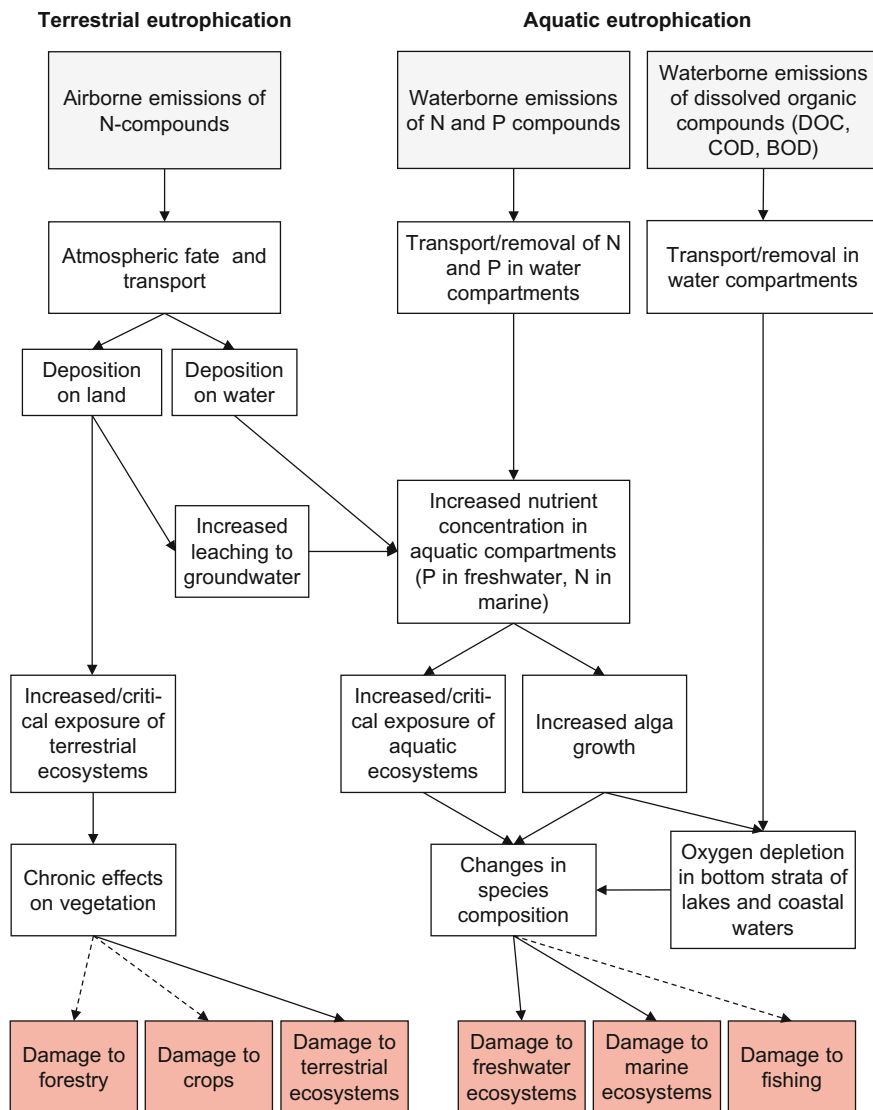 Terrestrial eutrophication
Aquatic eutrophication
Airborne emissions of
N-compounds
Waterborne emissions
of N and P compounds
Waterborne emissions
of dissolved organic
compounds (DOC,
COD, BOD)
Atmospheric fate and
transport
Transport/removal of N
and P in water
compartments
Transport/removal in
water compartments
Deposition
on land
Deposition
on water
Increased
leaching to
groundwater
Increased nutrient
concentration in
aquatic compartments
(P in freshwater, N in
marine)
Increased/criti-
cal exposure of
terrestrial
ecosystems
Increased/criti-
cal exposure of
aquatic
ecosystems
Increased alga
growth
Chronic effects
on vegetation
Changes in
species
composition
Oxygen depletion
in bottom strata of
lakes and coastal
waters
Damage to
forestry
Damage to
crops
Damage to
terrestrial
ecosystems
Damage to
freshwater
ecosystems
Damage to
marine
ecosystems
Damage to
fishing